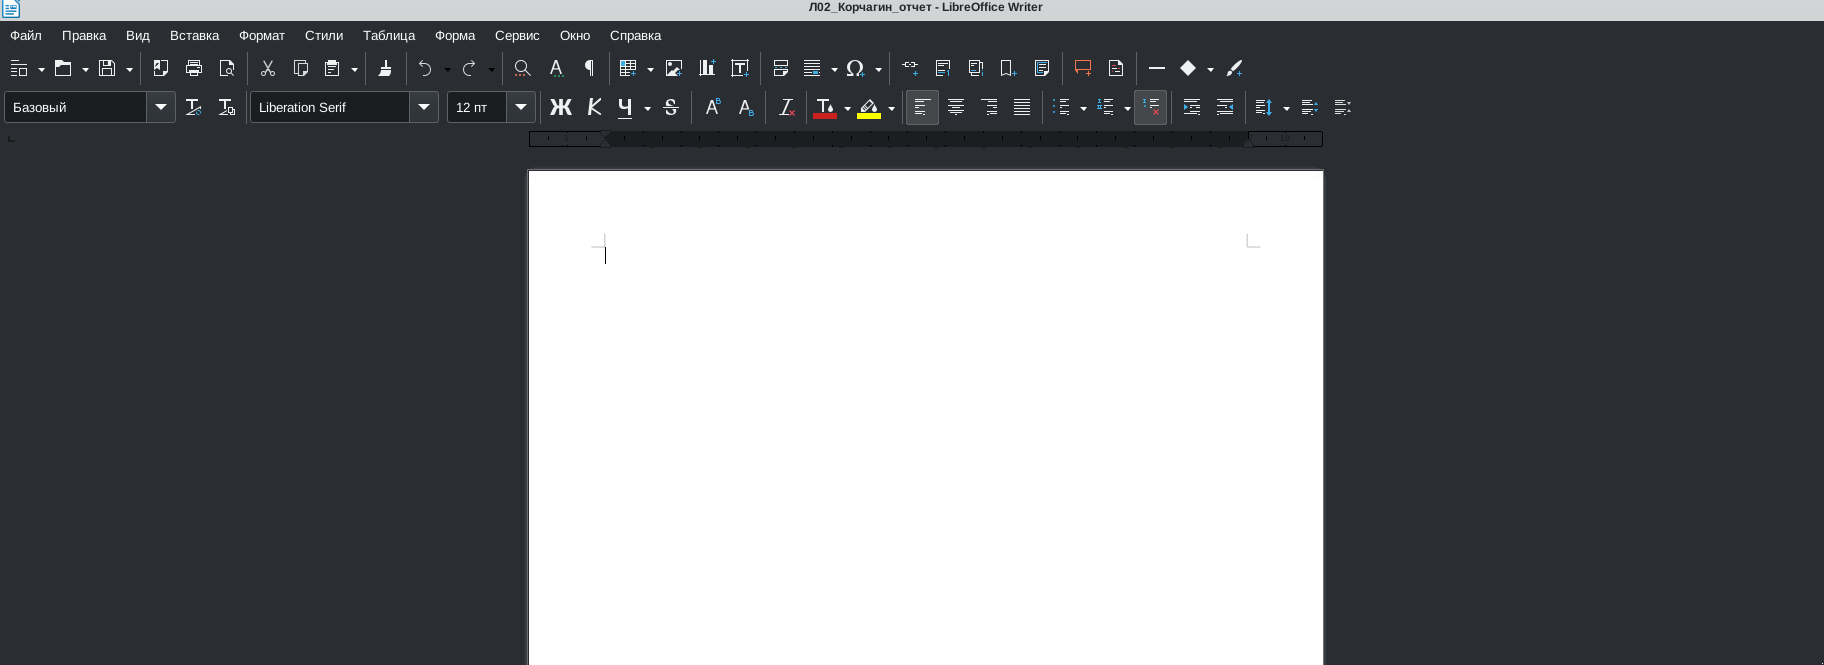 Л02_Корчагин_отчет - LibreOffice Writer
Файл Правка Вид Вставка Формат Стили Таблица Форма Сервис Окно Справка
Базовый Liberation Serif 12 пт Ж К Ч S